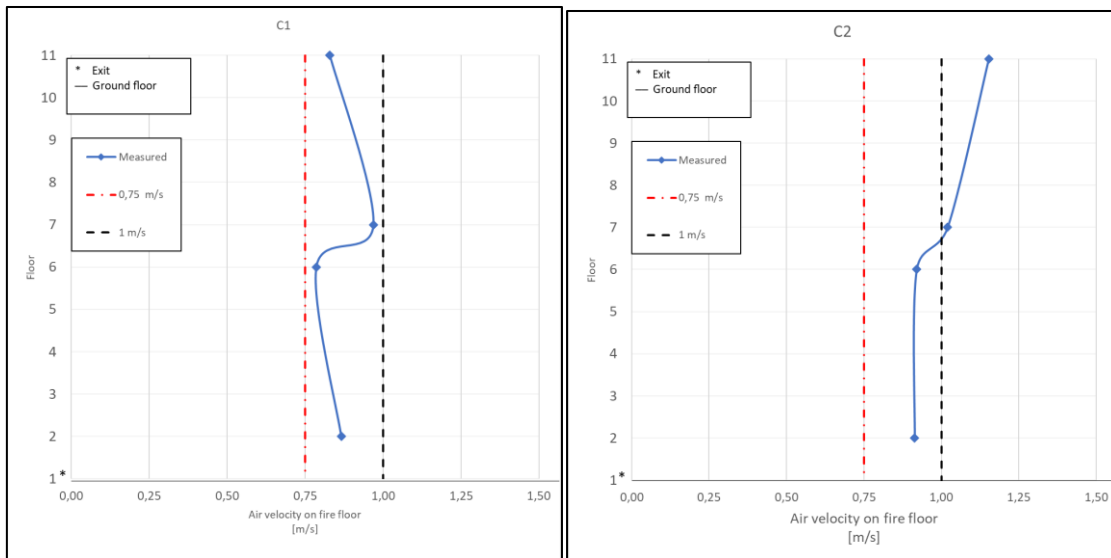 C1
11
10
9
8
7
6
5
4
3
2
1
*
Floor
* Exit
— Ground floor
Measured
0,75 m/s
1 m/s
0,00 0,25 0,50 0,75 1,00 1,25 1,50
Air velocity on fire floor
[m/s]
C2
11
10
9
8
7
6
5
4
3
2
1
*
Floor
* Exit
— Ground floor
Measured
0,75 m/s
1 m/s
0,00 0,25 0,50 0,75 1,00 1,25 1,50
Air velocity on fire floor
[m/s]